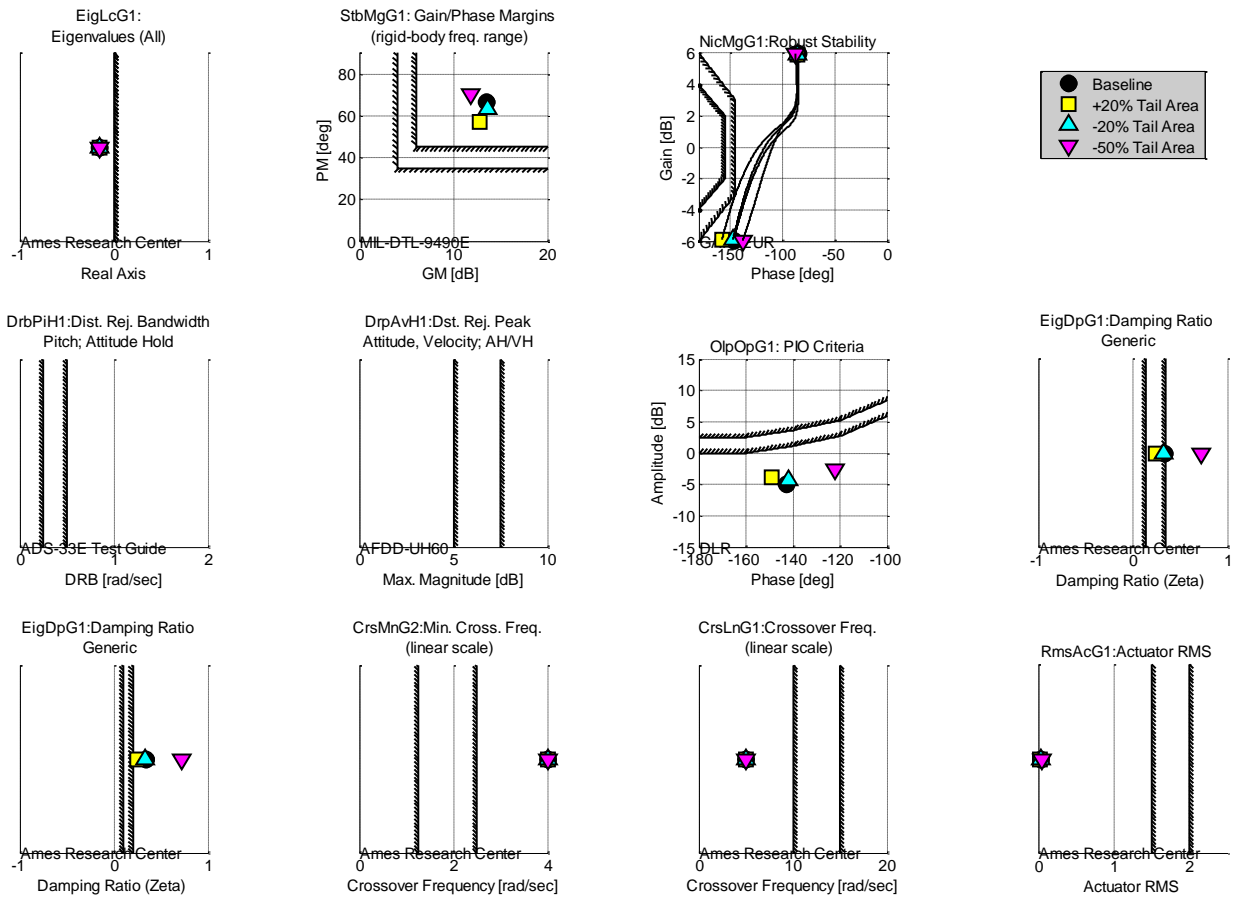 EigLcG1:
Eigenvalues (All)
-1
0
1
Ames Research Center
Real Axis
StbMgG1: Gain/Phase Margins
(rigid-body freq. range)
80
60
40
20
0
PM [deg]
MIL-DTL-9490E
0
10
20
GM [dB]
NicMgG1:Robust Stability
6
4
2
0
-2
-4
-6
Gain [dB]
-150
-100
-50
0
Phase [deg]
Baseline
+20% Tail Area
-20% Tail Area
-50% Tail Area
DrbPiH1:Dist. Rej. Bandwidth
Pitch; Attitude Hold
ADS-33E Test Guide
0
1
2
DRB [rad/sec]
DrpAvH1:Dst. Rej. Peak
Attitude, Velocity; AH/VH
AFDD-UH60
0
5
10
Max. Magnitude [dB]
OlpOpG1: PIO Criteria
15
10
5
0
-5
-10
-15
Amplitude [dB]
DLR
-180
-160
-140
-120
-100
Phase [deg]
EigDpG1:Damping Ratio
Generic
Ames Research Center
-1
0
1
Damping Ratio (Zeta)
EigDpG1:Damping Ratio
Generic
Ames Research Center
-1
0
1
Damping Ratio (Zeta)
CrsMnG2:Min. Cross. Freq.
(linear scale)
Ames Research Center
0
2
4
Crossover Frequency [rad/sec]
CrsLnG1:Crossover Freq.
(linear scale)
Ames Research Center
0
10
20
Crossover Frequency [rad/sec]
RmsAcG1:Actuator RMS
Ames Research Center
0
1
2
Actuator RMS